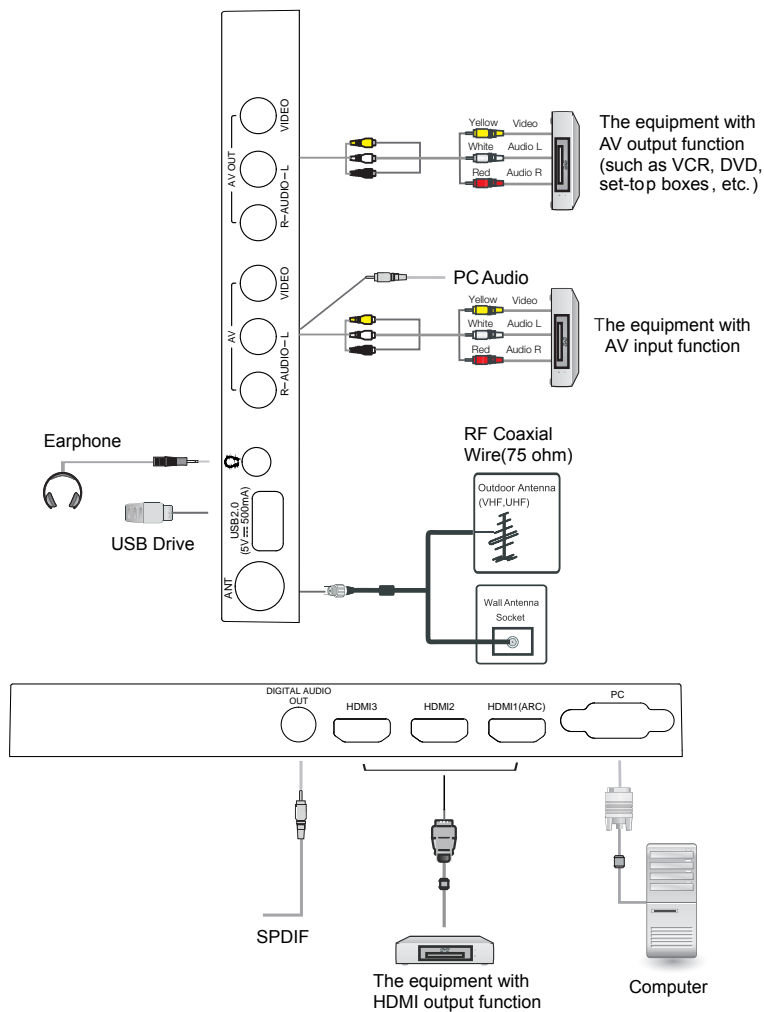 VIDEO
AV OUT
R–AUDIO–L
Yellow Video
White Audio L
Red Audio R
The equipment with
AV output function
(such as VCR, DVD,
set-top boxes, etc.)
VIDEO
AV
R–AUDIO–L
PC Audio
Yellow Video
White Audio L
Red Audio R
The equipment with
AV input function
Earphone
USB Drive
USB2.0
(5V⎓500mA)
ANT
RF Coaxial
Wire(75 ohm)
Outdoor Antenna
(VHF,UHF)
Wall Antenna
Socket
DIGITAL AUDIO
OUT
HDMI3
HDMI2
HDMI1(ARC)
PC
SPDIF
The equipment with
HDMI output function
Computer